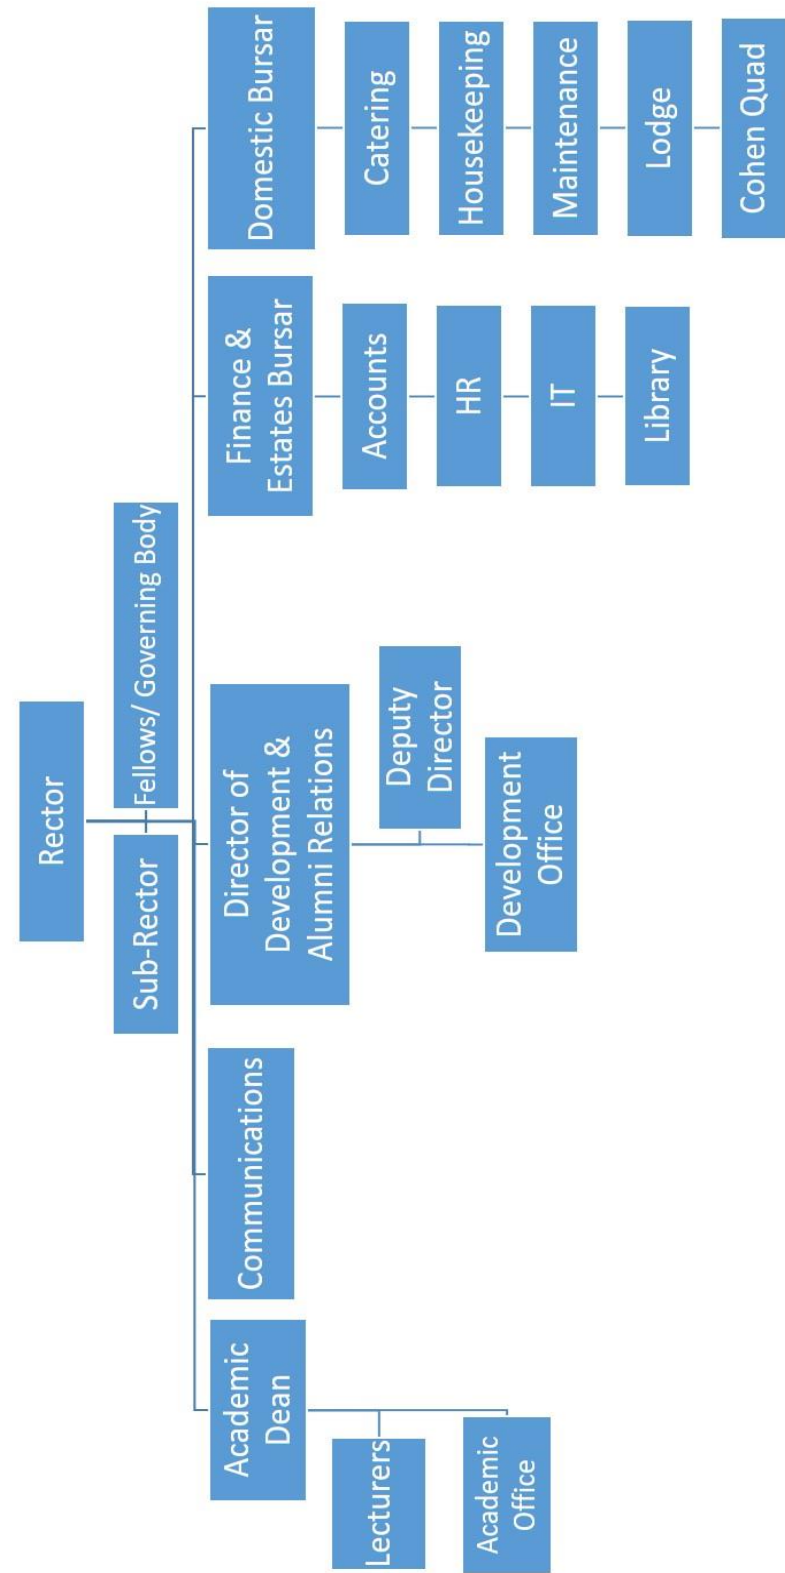 Rector
Sub-Rector
Fellows/ Governing Body
Academic
Dean
Communications
Director of
Development &
Alumni Relations
Finance &
Estates Bursar
Domestic Bursar
Lecturers
Academic
Office
Deputy
Director
Development
Office
Accounts
HR
IT
Library
Catering
Housekeeping
Maintenance
Lodge
Cohen Quad